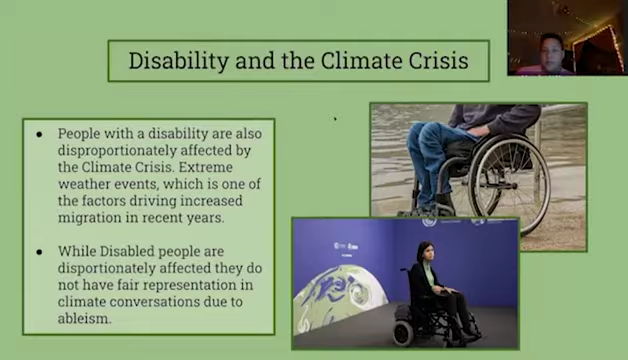 Disability and the Climate Crisis
● People with a disability are also
disproportionately affected by
the Climate Crisis. Extreme
weather events, which is one of
the factors driving increased
migration in recent years.
● While Disabled people are
disportionately affected they do
not have fair representation in
climate conversations due to
ableism.